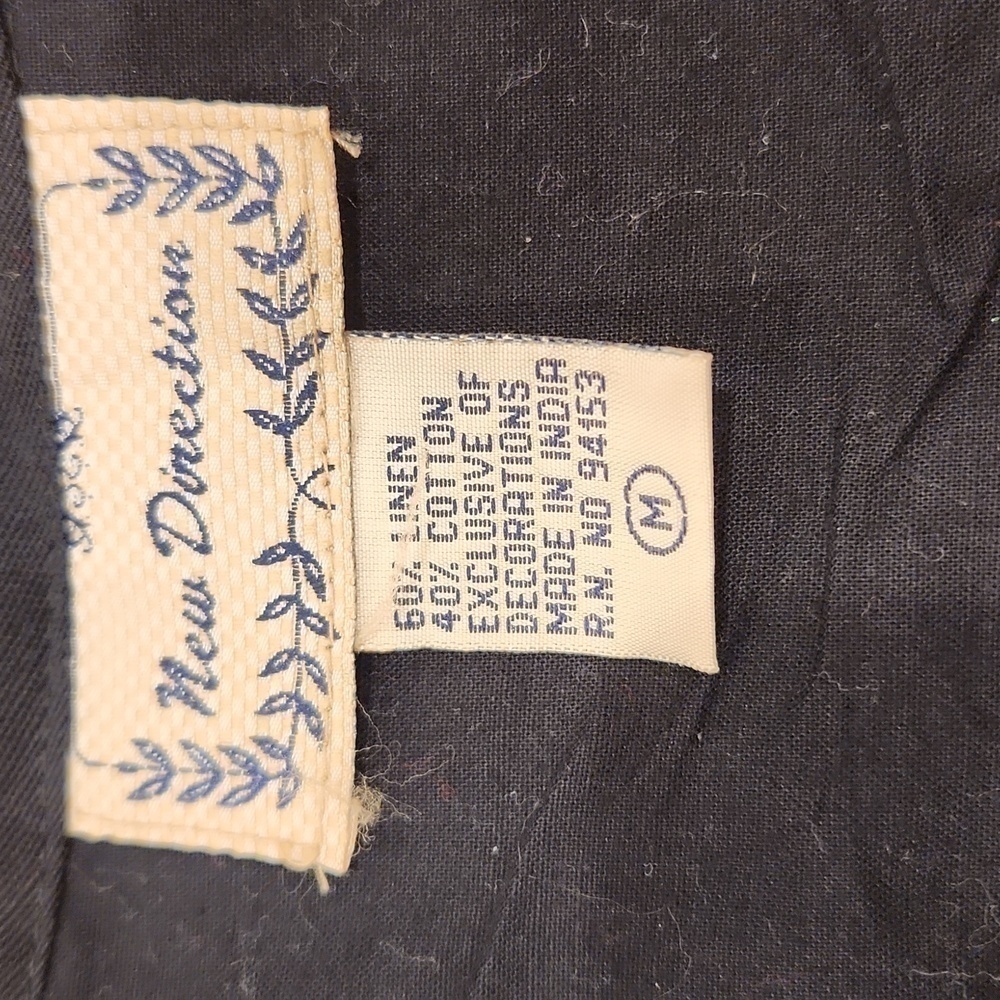 New Direction
60% LINEN
40% COTTON
EXCLUSIVE OF
DECORATIONS
MADE IN INDIA
R.N. NO 94153
M